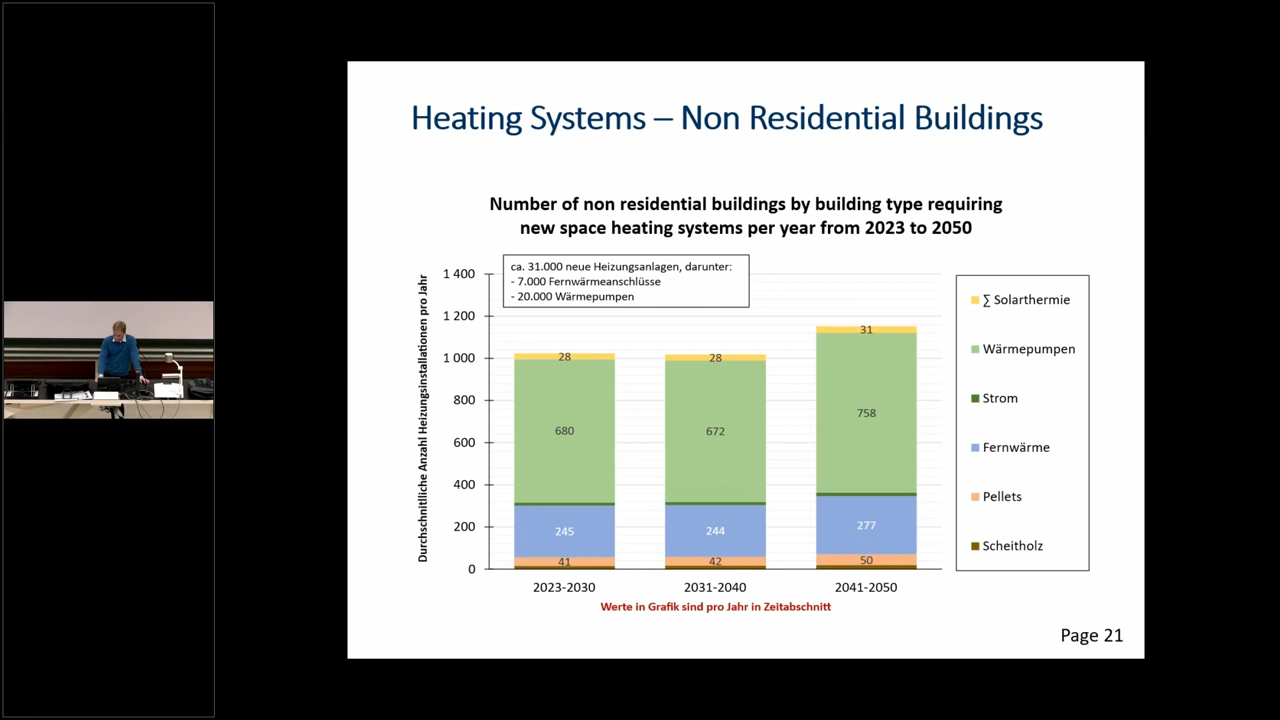 Heating Systems – Non Residential Buildings
Number of non residential buildings by building type requiring
new space heating systems per year from 2023 to 2050
ca. 31.000 neue Heizungsanlagen, darunter:
- 7.000 Fernwärmeanschlüsse
- 20.000 Wärmepumpen
Durchschnitlliche Anzahl Heizungsinstallationen pro Jahr
1 400
1 200
1 000
800
600
400
200
0
28
680
245
41
28
672
244
42
31
758
277
50
2023-2030
2031-2040
2041-2050
Werte in Grafik sind pro Jahr in Zeitabschnitt
∑ Solarthermie
Wärmepumpen
Strom
Fernwärme
Pellets
Scheitholz
Page 21